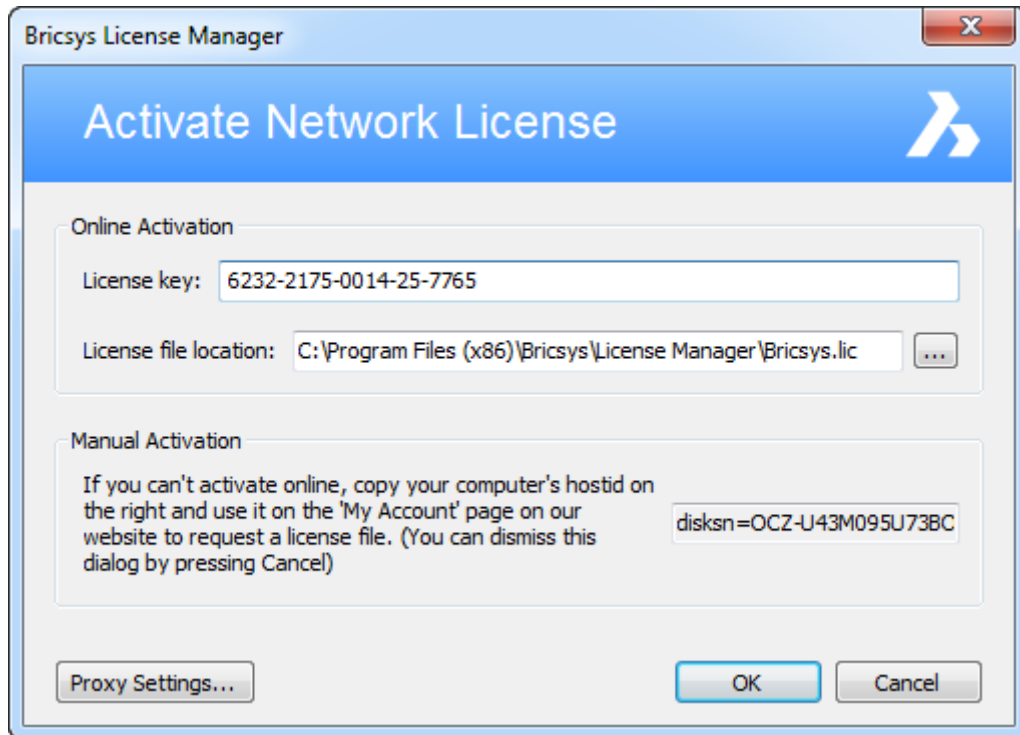 Bricsys License Manager
Activate Network License
Online Activation
License key: 6232-2175-0014-25-7765
License file location: C:\Program Files (x86)\Bricsys\License Manager\Bricsys.lic ...
Manual Activation
If you can't activate online, copy your computer's hostid on
the right and use it on the 'My Account' page on our
website to request a license file. (You can dismiss this
dialog by pressing Cancel)
disksn=OCZ-U43M095U73BO
Proxy Settings... OK Cancel